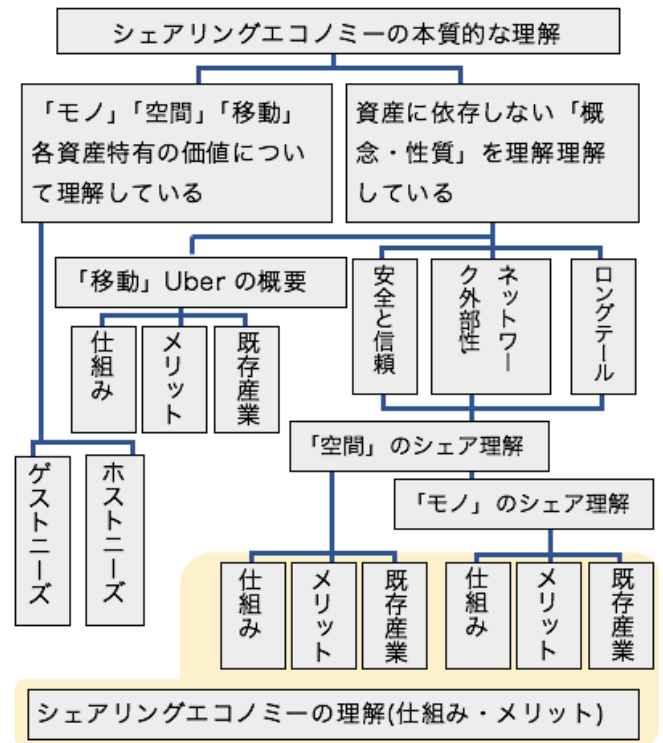 シェアリングエコノミーの本質的な理解
「モノ」「空間」「移動」
各資産特有の価値につい
て理解している
資産に依存しない「概
念・性質」を理解理解
している
「移動」Uber の概要
仕組み
メリット
既存産業
安全と信頼
ネットワー
ク外部性
ロングテール
「空間」のシェア理解
「モノ」のシェア理解
ゲストニーズ
ホストニーズ
仕組み
メリット
既存産業
仕組み
メリット
既存産業
シェアリングエコノミーの理解(仕組み・メリット)